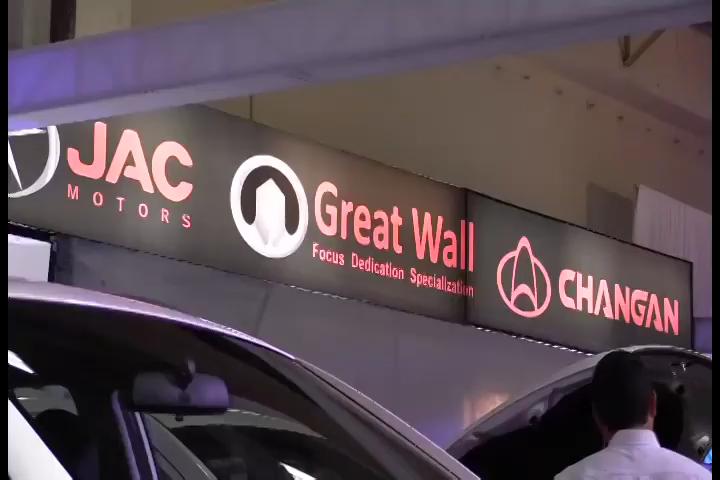 JAC
MOTORS
Great Wall
Focus Dedication Specialization
CHANGAN